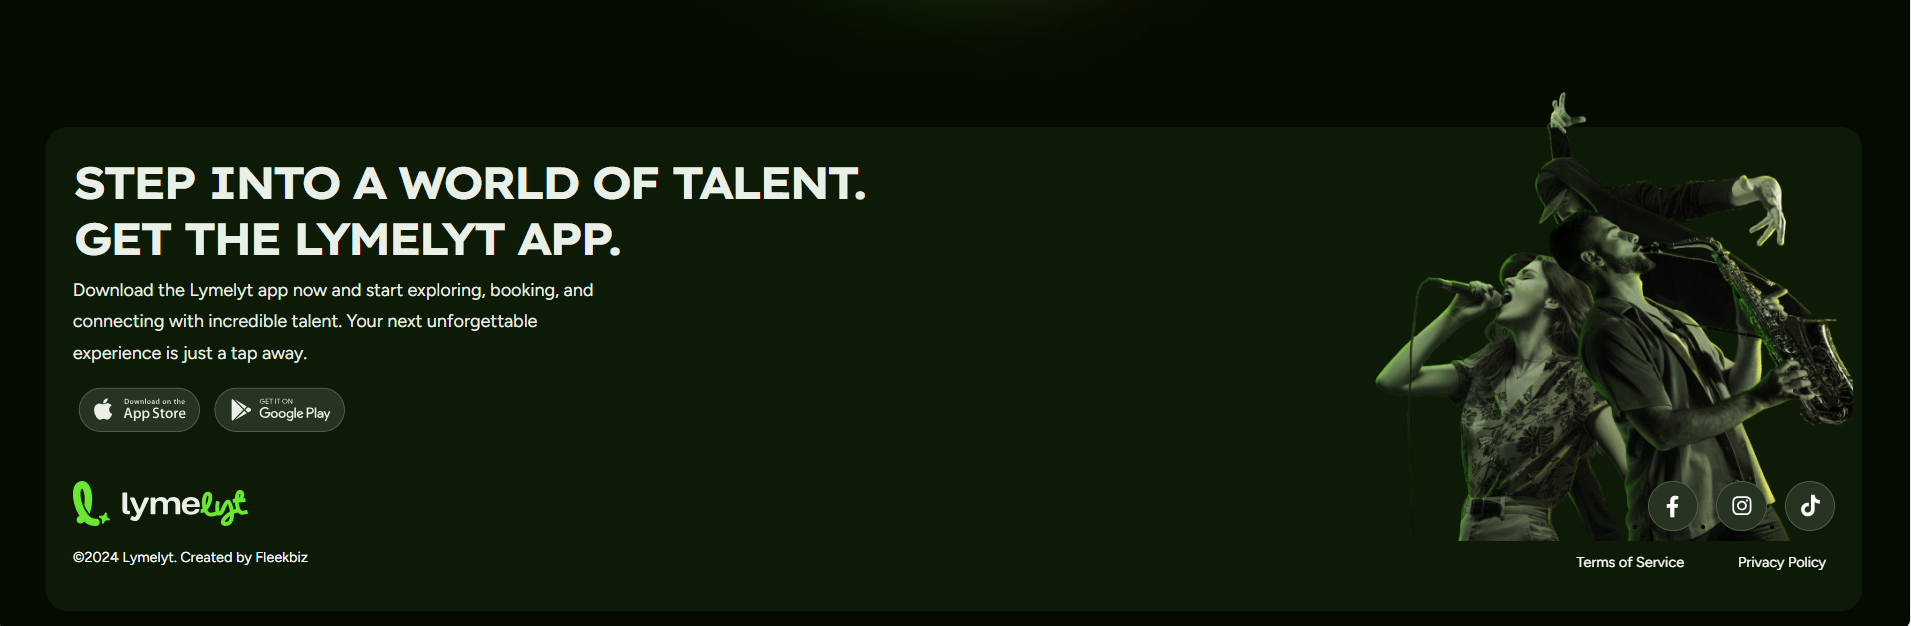 STEP INTO A WORLD OF TALENT.
GET THE LYMELYT APP.
Download the Lymelyt app now and start exploring, booking, and
connecting with incredible talent. Your next unforgettable
experience is just a tap away.
Download on the
App Store
GET IT ON
Google Play
lymelyt
©2024 Lymelyt. Created by Fleekbiz
Terms of Service
Privacy Policy